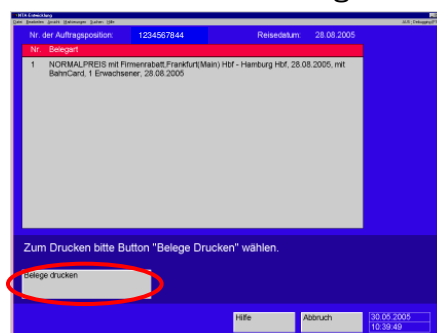 Nr. der Auftragsposition: 1234567844 Reisedatum: 28.08.2005
Nr. Belegart
1 NORMALPREIS mit Firmenrabatt,Frankfurt(Main) Hbf - Hamburg Hbf, 28.08.2005, mit
BahnCard, 1 Erwachsener, 28.08.2005
Zum Drucken bitte Button "Belege Drucken" wählen.
Belege drucken
Hilfe Abbruch 30.05.2005
10:39:49